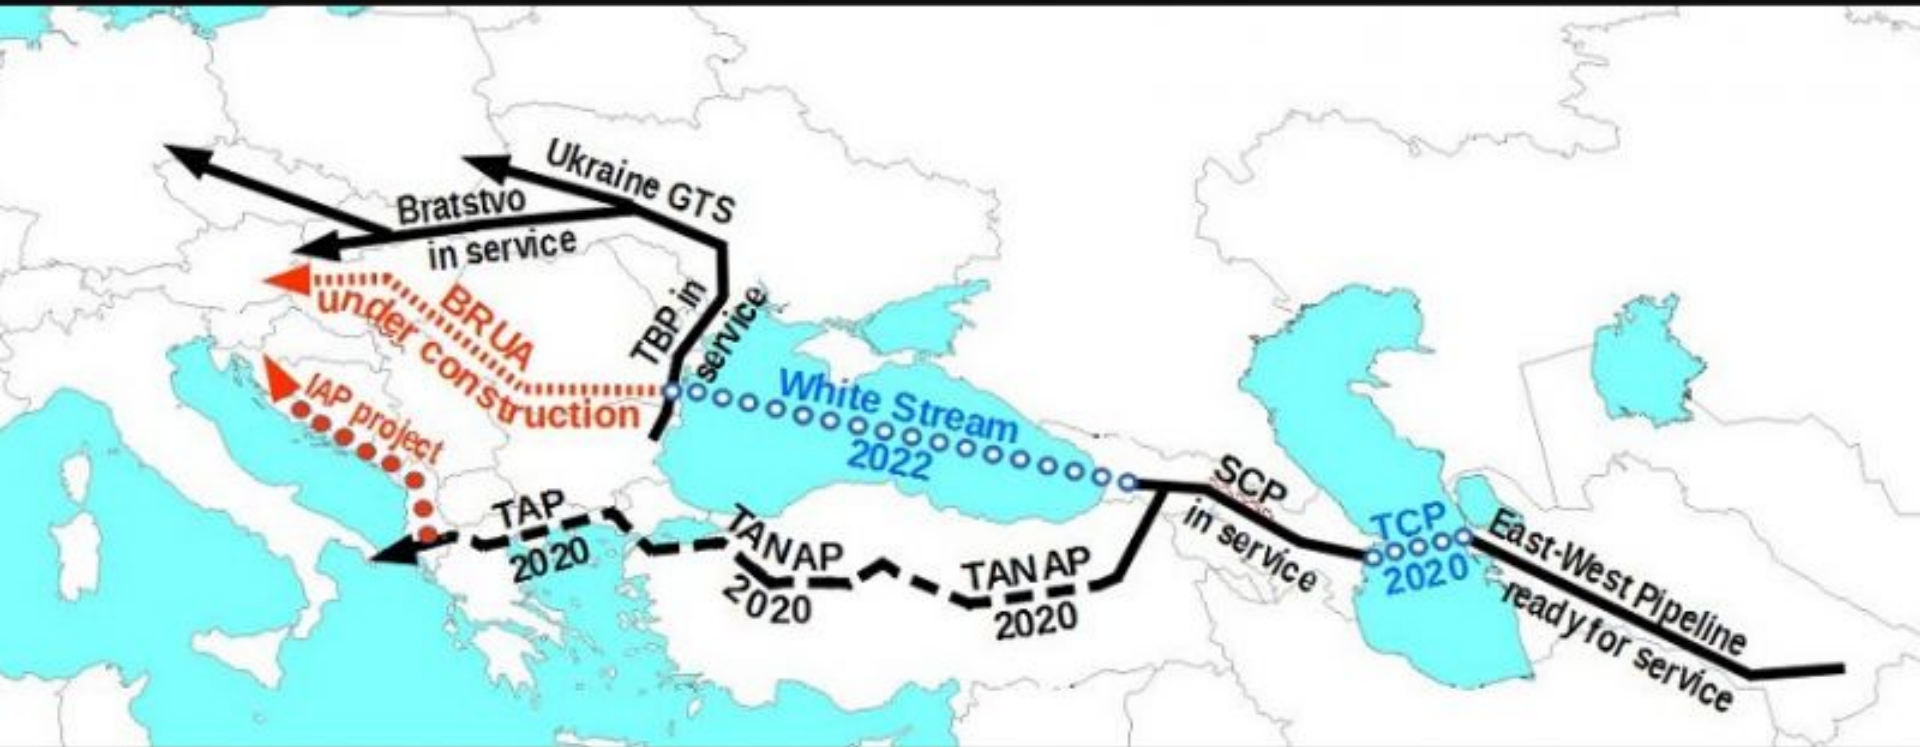 Ukraine GTS
Bratstvo
in service
TBP in
service
BRUA
under construction
IAP project
White Stream
2022
TAP
2020
TANAP
2020
TANAP
2020
SCP
in service
TCP
2020
East-West Pipeline
ready for service